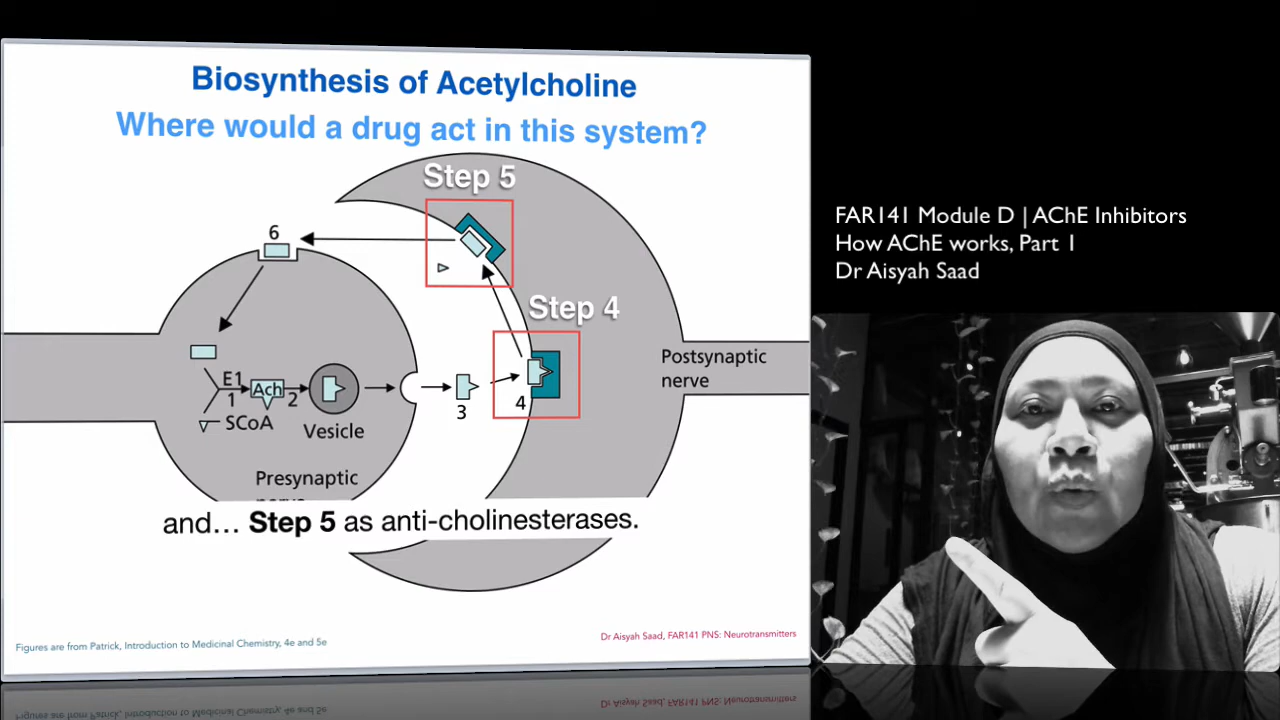 Biosynthesis of Acetylcholine
Where would a drug act in this system?
Step 5
6
Step 4
Postsynaptic
nerve
E1
1
Ach
2
SCoA
Vesicle
3
4
Presynaptic
nerve
and... Step 5 as anti-cholinesterases.
Figures are from Patrick, Introduction to Medicinal Chemistry, 4e and 5e
Dr Aisyah Saad, FAR141 PNS: Neurotransmitters
FAR141 Module D | AChE Inhibitors
How AChE works, Part 1
Dr Aisyah Saad